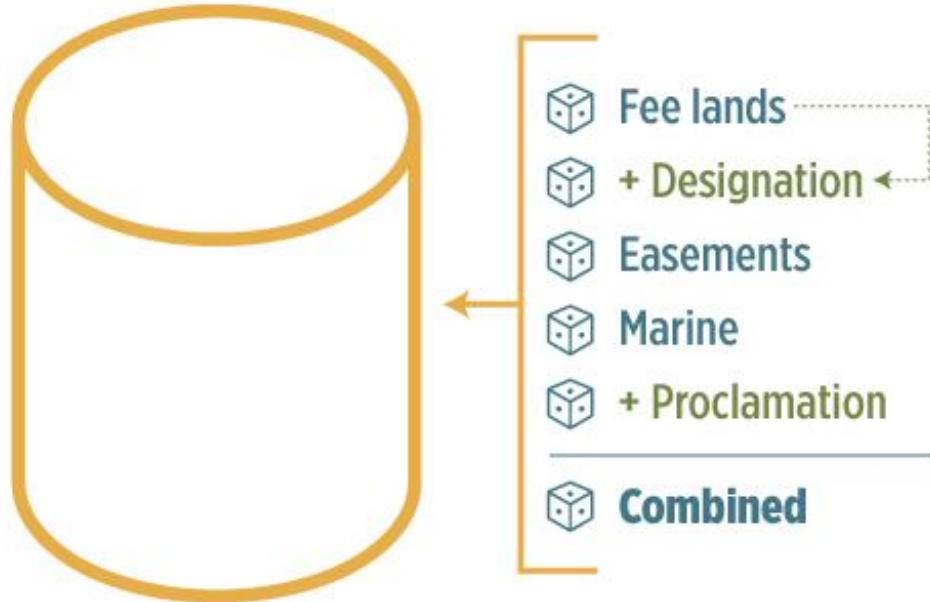 Fee lands
+ Designation
Easements
Marine
+ Proclamation
Combined